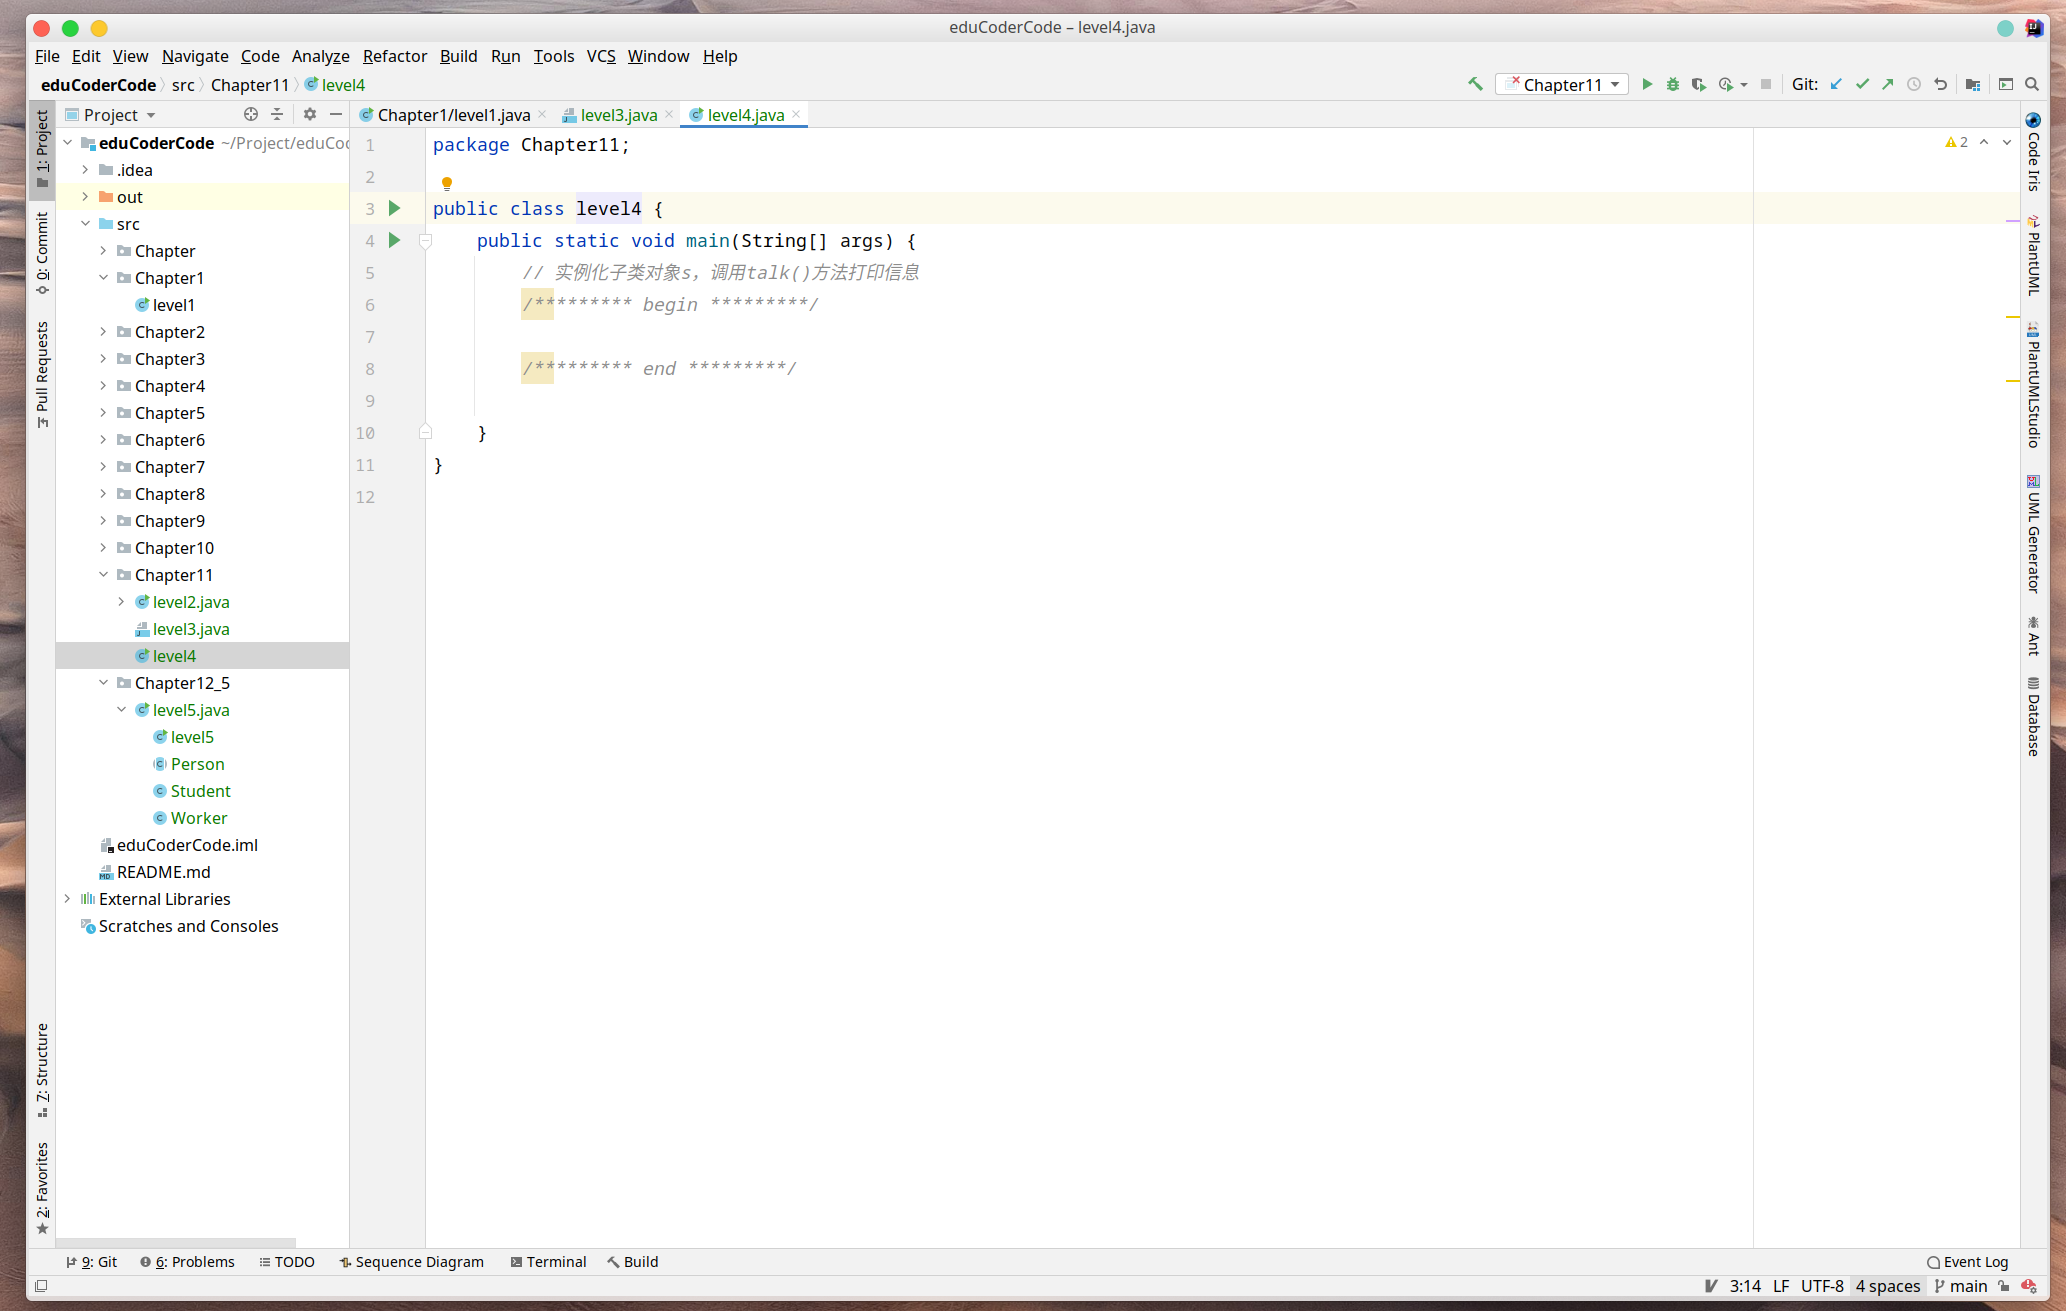 eduCoderCode – level4.java
File Edit View Navigate Code Analyze Refactor Build Run Tools VCS Window Help
eduCoderCode src Chapter11 level4
Chapter11 Git:
1: Project
0: Commit
Pull Requests
7: Structure
2: Favorites
Project
eduCoderCode ~/Project/eduCo
.idea
out
src
Chapter
Chapter1
level1
Chapter2
Chapter3
Chapter4
Chapter5
Chapter6
Chapter7
Chapter8
Chapter9
Chapter10
Chapter11
level2.java
level3.java
level4
Chapter12_5
level5.java
level5
Person
Student
Worker
eduCoderCode.iml
README.md
External Libraries
Scratches and Consoles
Chapter1/level1.java level3.java level4.java
1 package Chapter11;
2
3 public class level4 {
4 public static void main(String[] args) {
5 // 实例化子类对象s，调用talk()方法打印信息
6 /********* begin *********/
7
8 /********* end *********/
9
10 }
11 }
12
2
Code Iris
PlantUML
PlantUMLStudio
UML Generator
Ant
Database
9: Git 6: Problems TODO Sequence Diagram Terminal Build Event Log
3:14 LF UTF-8 4 spaces main